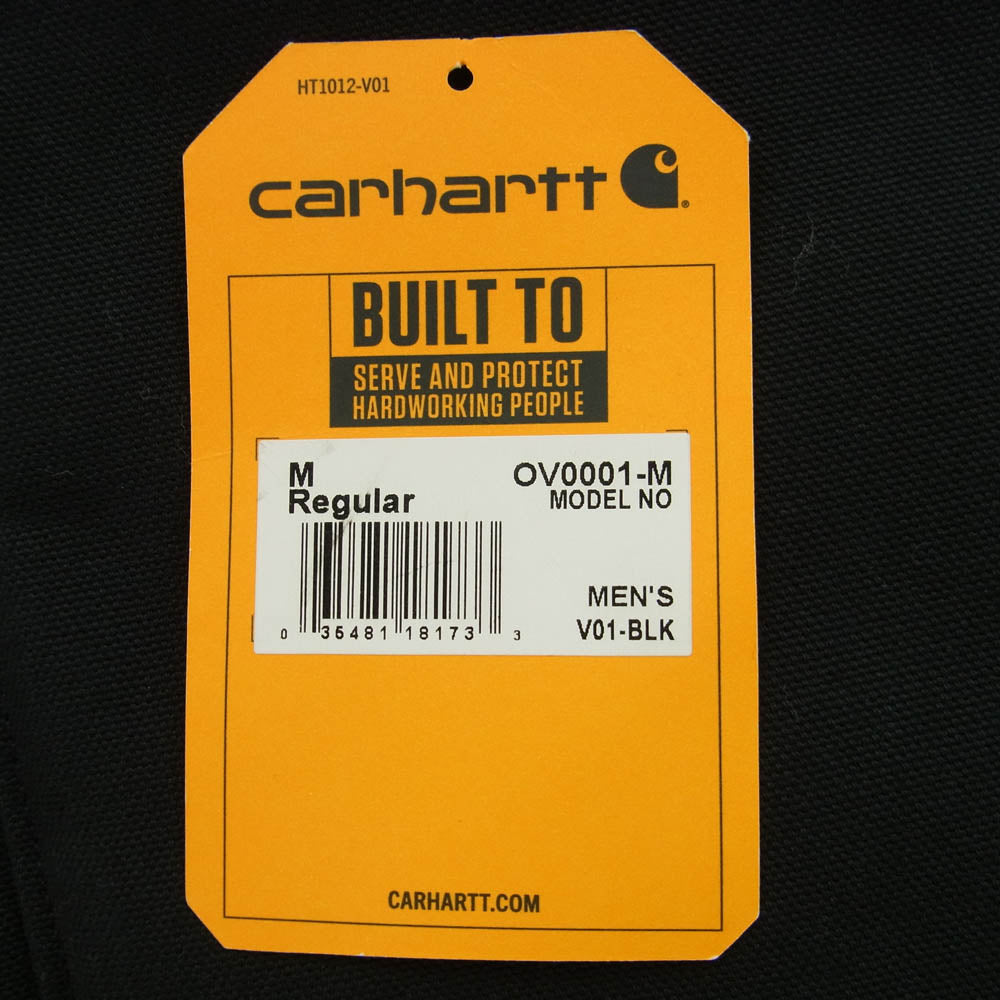 HT1012-V01
carhartt
BUILT TO
SERVE AND PROTECT
HARDWORKING PEOPLE
M OV0001-M
Regular MODEL NO
MEN'S
V01-BLK
0 35481 18173 3
CARHARTT.COM